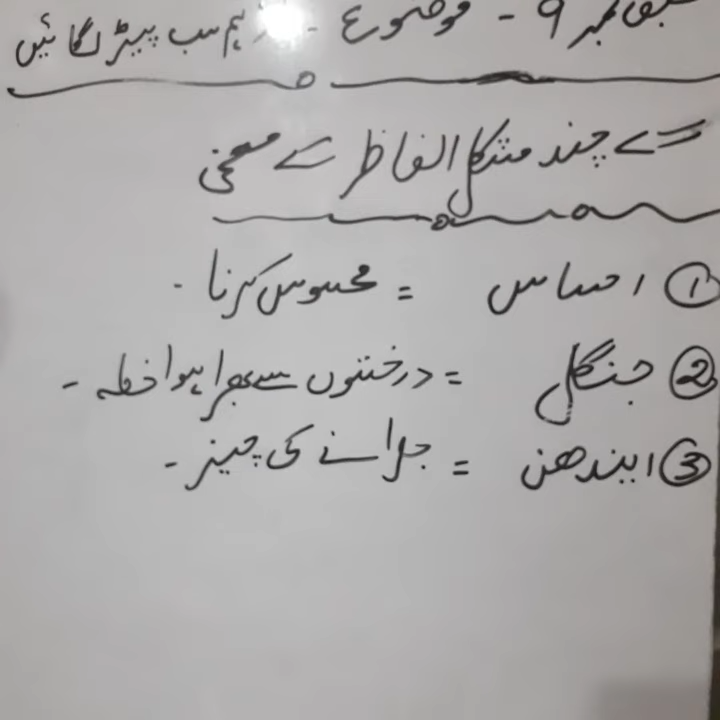 سبق نمبر 9 - موضوع - ہم سب پیڑ لگائیں
کے چند مشکل الفاظ کے معنی
① احساس = محسوس کرنا -
② جنگل = درختوں سے بھرا ہوا خطہ -
③ ایندھن = جلانے کی چیز -